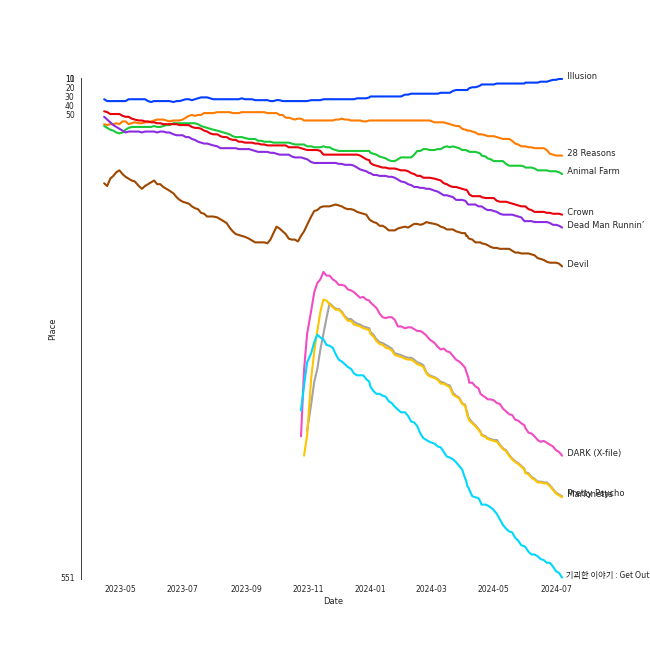 10
20
30
40
50
551
Place
Illusion
28 Reasons
Animal Farm
Crown
Dead Man Runnin'
Devil
DARK (X-file)
Pretty Psycho
Marionette
기괴한 이야기 : Get Out
2023-05 2023-07 2023-09 2023-11 2024-01 2024-03 2024-05 2024-07
Date